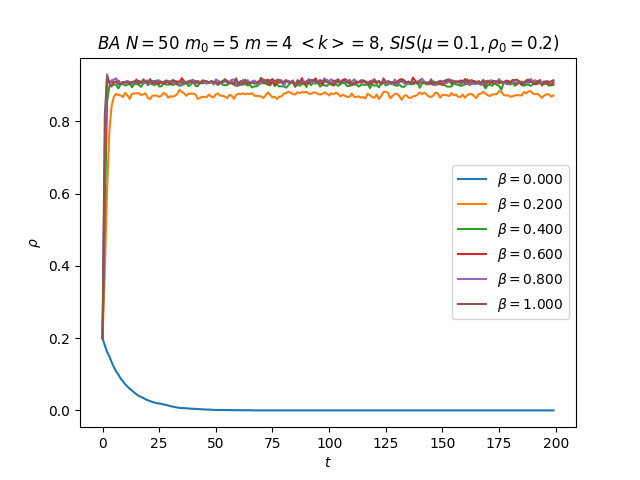 BA N = 50 m₀ = 5 m = 4 < k >= 8, SIS(μ = 0.1, ρ₀ = 0.2)
0.8
0.6
0.4
0.2
0.0
ρ
β = 0.000
β = 0.200
β = 0.400
β = 0.600
β = 0.800
β = 1.000
0 25 50 75 100 125 150 175 200
t